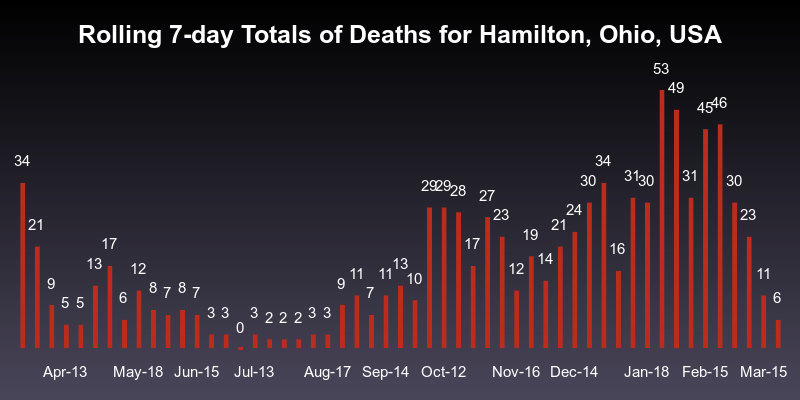 Rolling 7-day Totals of Deaths for Hamilton, Ohio, USA
34 21 9 5 5 13 17 6 12 8 7 8 7 3 3 0 3 2 2 2 3 3 9 11 7 11 13 10 29 29 28 17 27 23 12 19 14 21 24 30 34 16 31 30 53 49 31 45 46 30 23 11 6
Apr-13 May-18 Jun-15 Jul-13 Aug-17 Sep-14 Oct-12 Nov-16 Dec-14 Jan-18 Feb-15 Mar-15